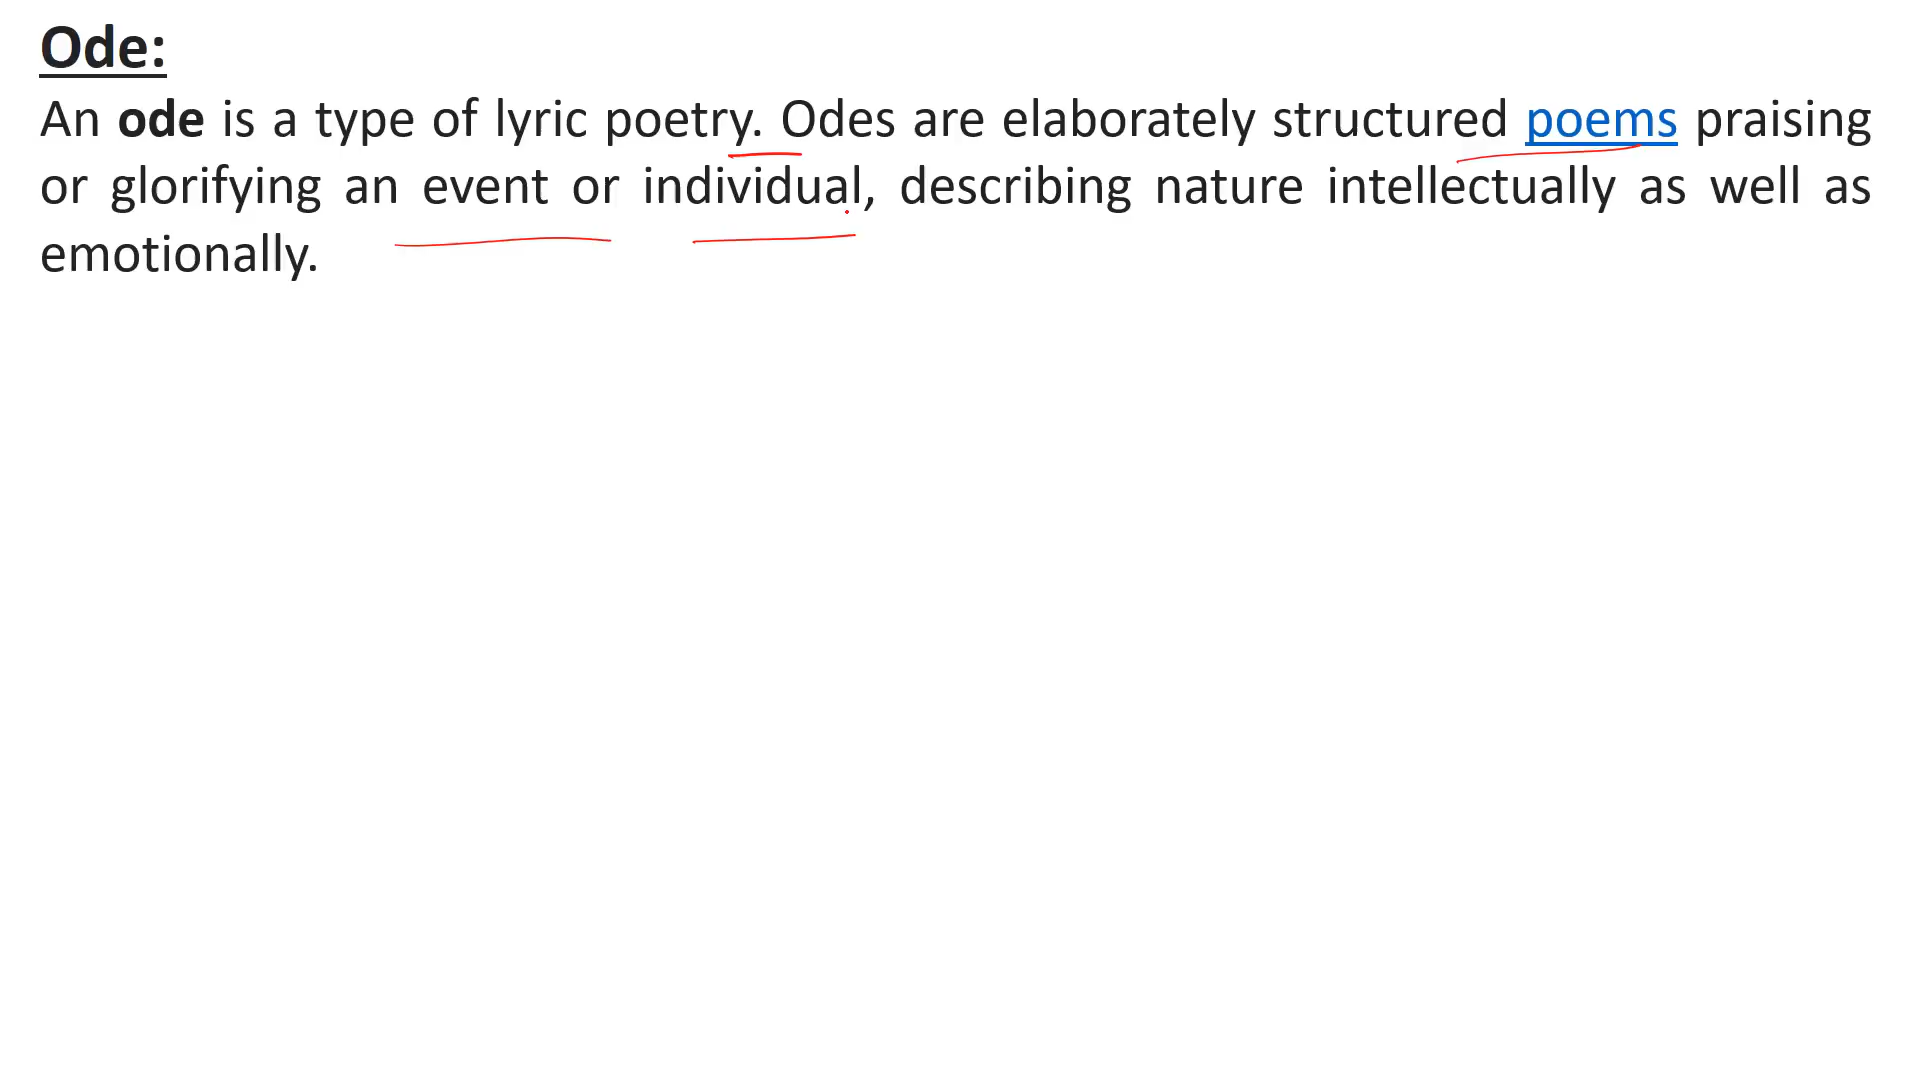 Ode:
An ode is a type of lyric poetry. Odes are elaborately structured poems praising
or glorifying an event or individual, describing nature intellectually as well as
emotionally.